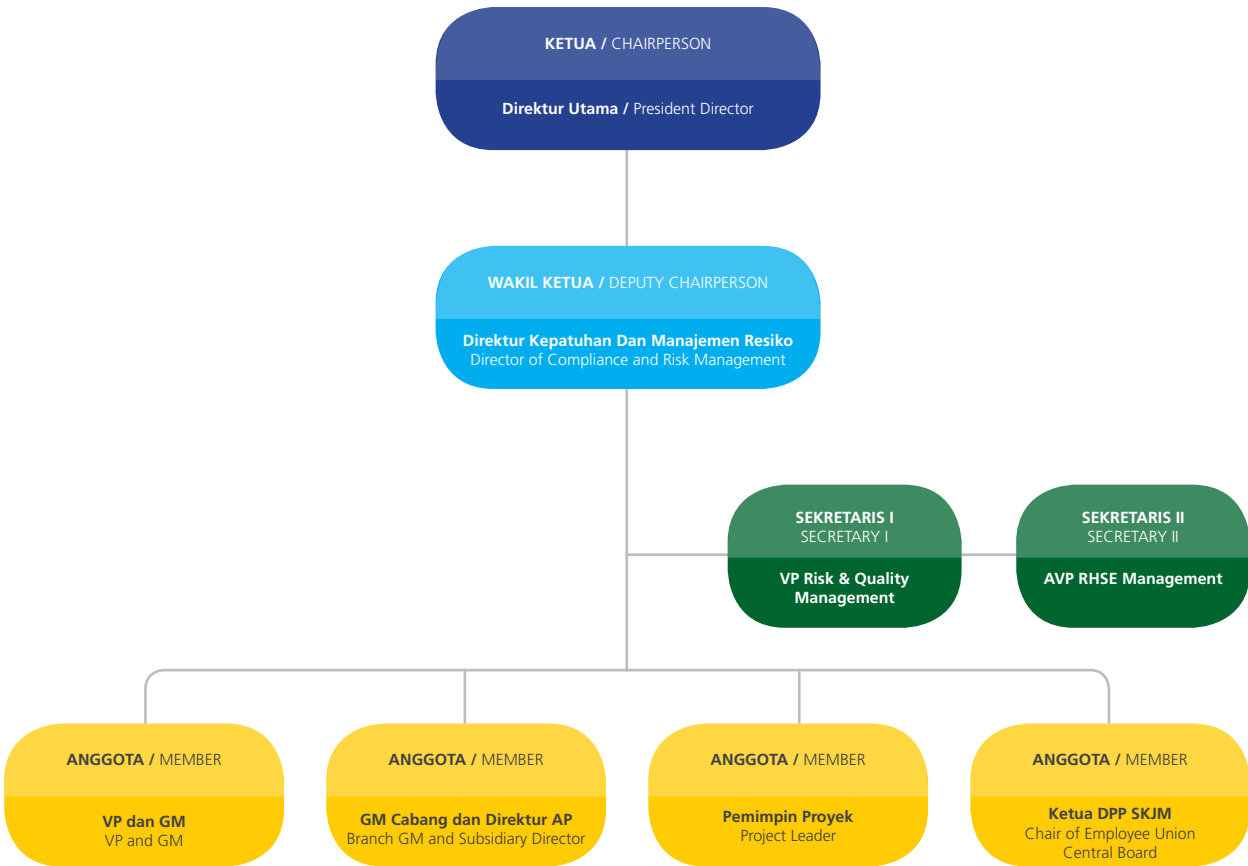 KETUA / CHAIRPERSON
Direktur Utama / President Director
WAKIL KETUA / DEPUTY CHAIRPERSON
Direktur Kepatuhan Dan Manajemen Resiko
Director of Compliance and Risk Management
SEKRETARIS I
SECRETARY I
VP Risk & Quality
Management
SEKRETARIS II
SECRETARY II
AVP RHSE Management
ANGGOTA / MEMBER
VP dan GM
VP and GM
ANGGOTA / MEMBER
GM Cabang dan Direktur AP
Branch GM and Subsidiary Director
ANGGOTA / MEMBER
Pemimpin Proyek
Project Leader
ANGGOTA / MEMBER
Ketua DPP SKJM
Chair of Employee Union
Central Board